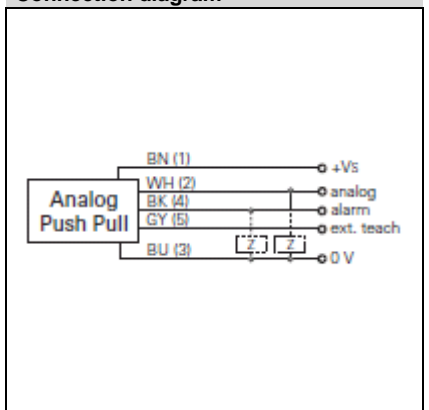 Connection diagram
BN (1)
+Vs
WH (2)
analog
Analog
Push Pull
BK (4)
alarm
GY (5)
ext. teach
Z
Z
BU (3)
0 V